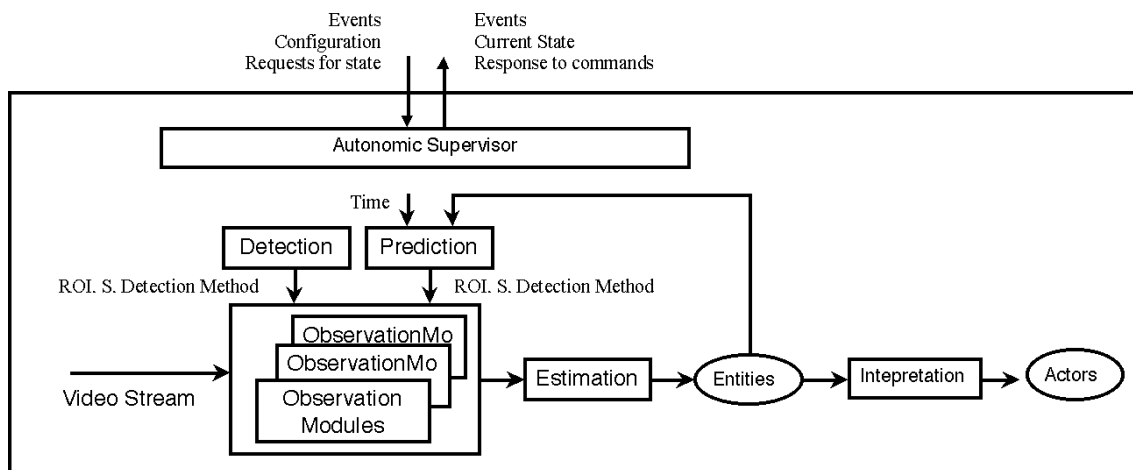 Events
Configuration
Requests for state
Events
Current State
Response to commands
Autonomic Supervisor
Time
Detection
Prediction
ROI. S. Detection Method
ROI. S. Detection Method
ObservationMo
ObservationMo
Observation
Modules
Video Stream
Estimation
Entities
Intepretation
Actors